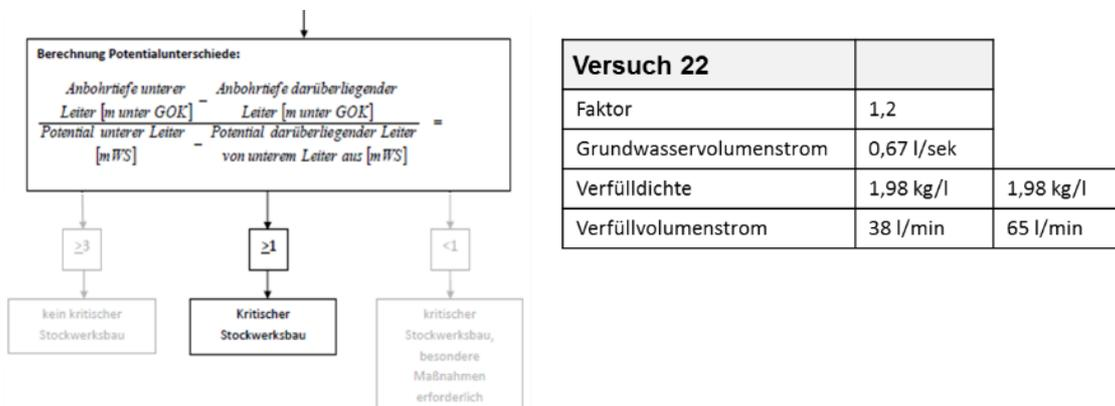 Berechnung Potentialunterschiede:
Anbohrtiefe unterer Anbohrtiefe darüberliegender
Leiter [m unter GOK] – Leiter [m unter GOK]
Potential unterer Leiter Potential darüberliegender Leiter =
[mWS] – von unterem Leiter aus [mWS]
≥3 ≥1 <1
kein kritischer Stockwerksbau
Kritischer Stockwerksbau
kritischer
Stockwerksbau,
besondere
Maßnahmen
erforderlich
Versuch 22
Faktor 1,2
Grundwasservolumenstrom 0,67 l/sek
Verfülldichte 1,98 kg/l 1,98 kg/l
Verfüllvolumenstrom 38 l/min 65 l/min